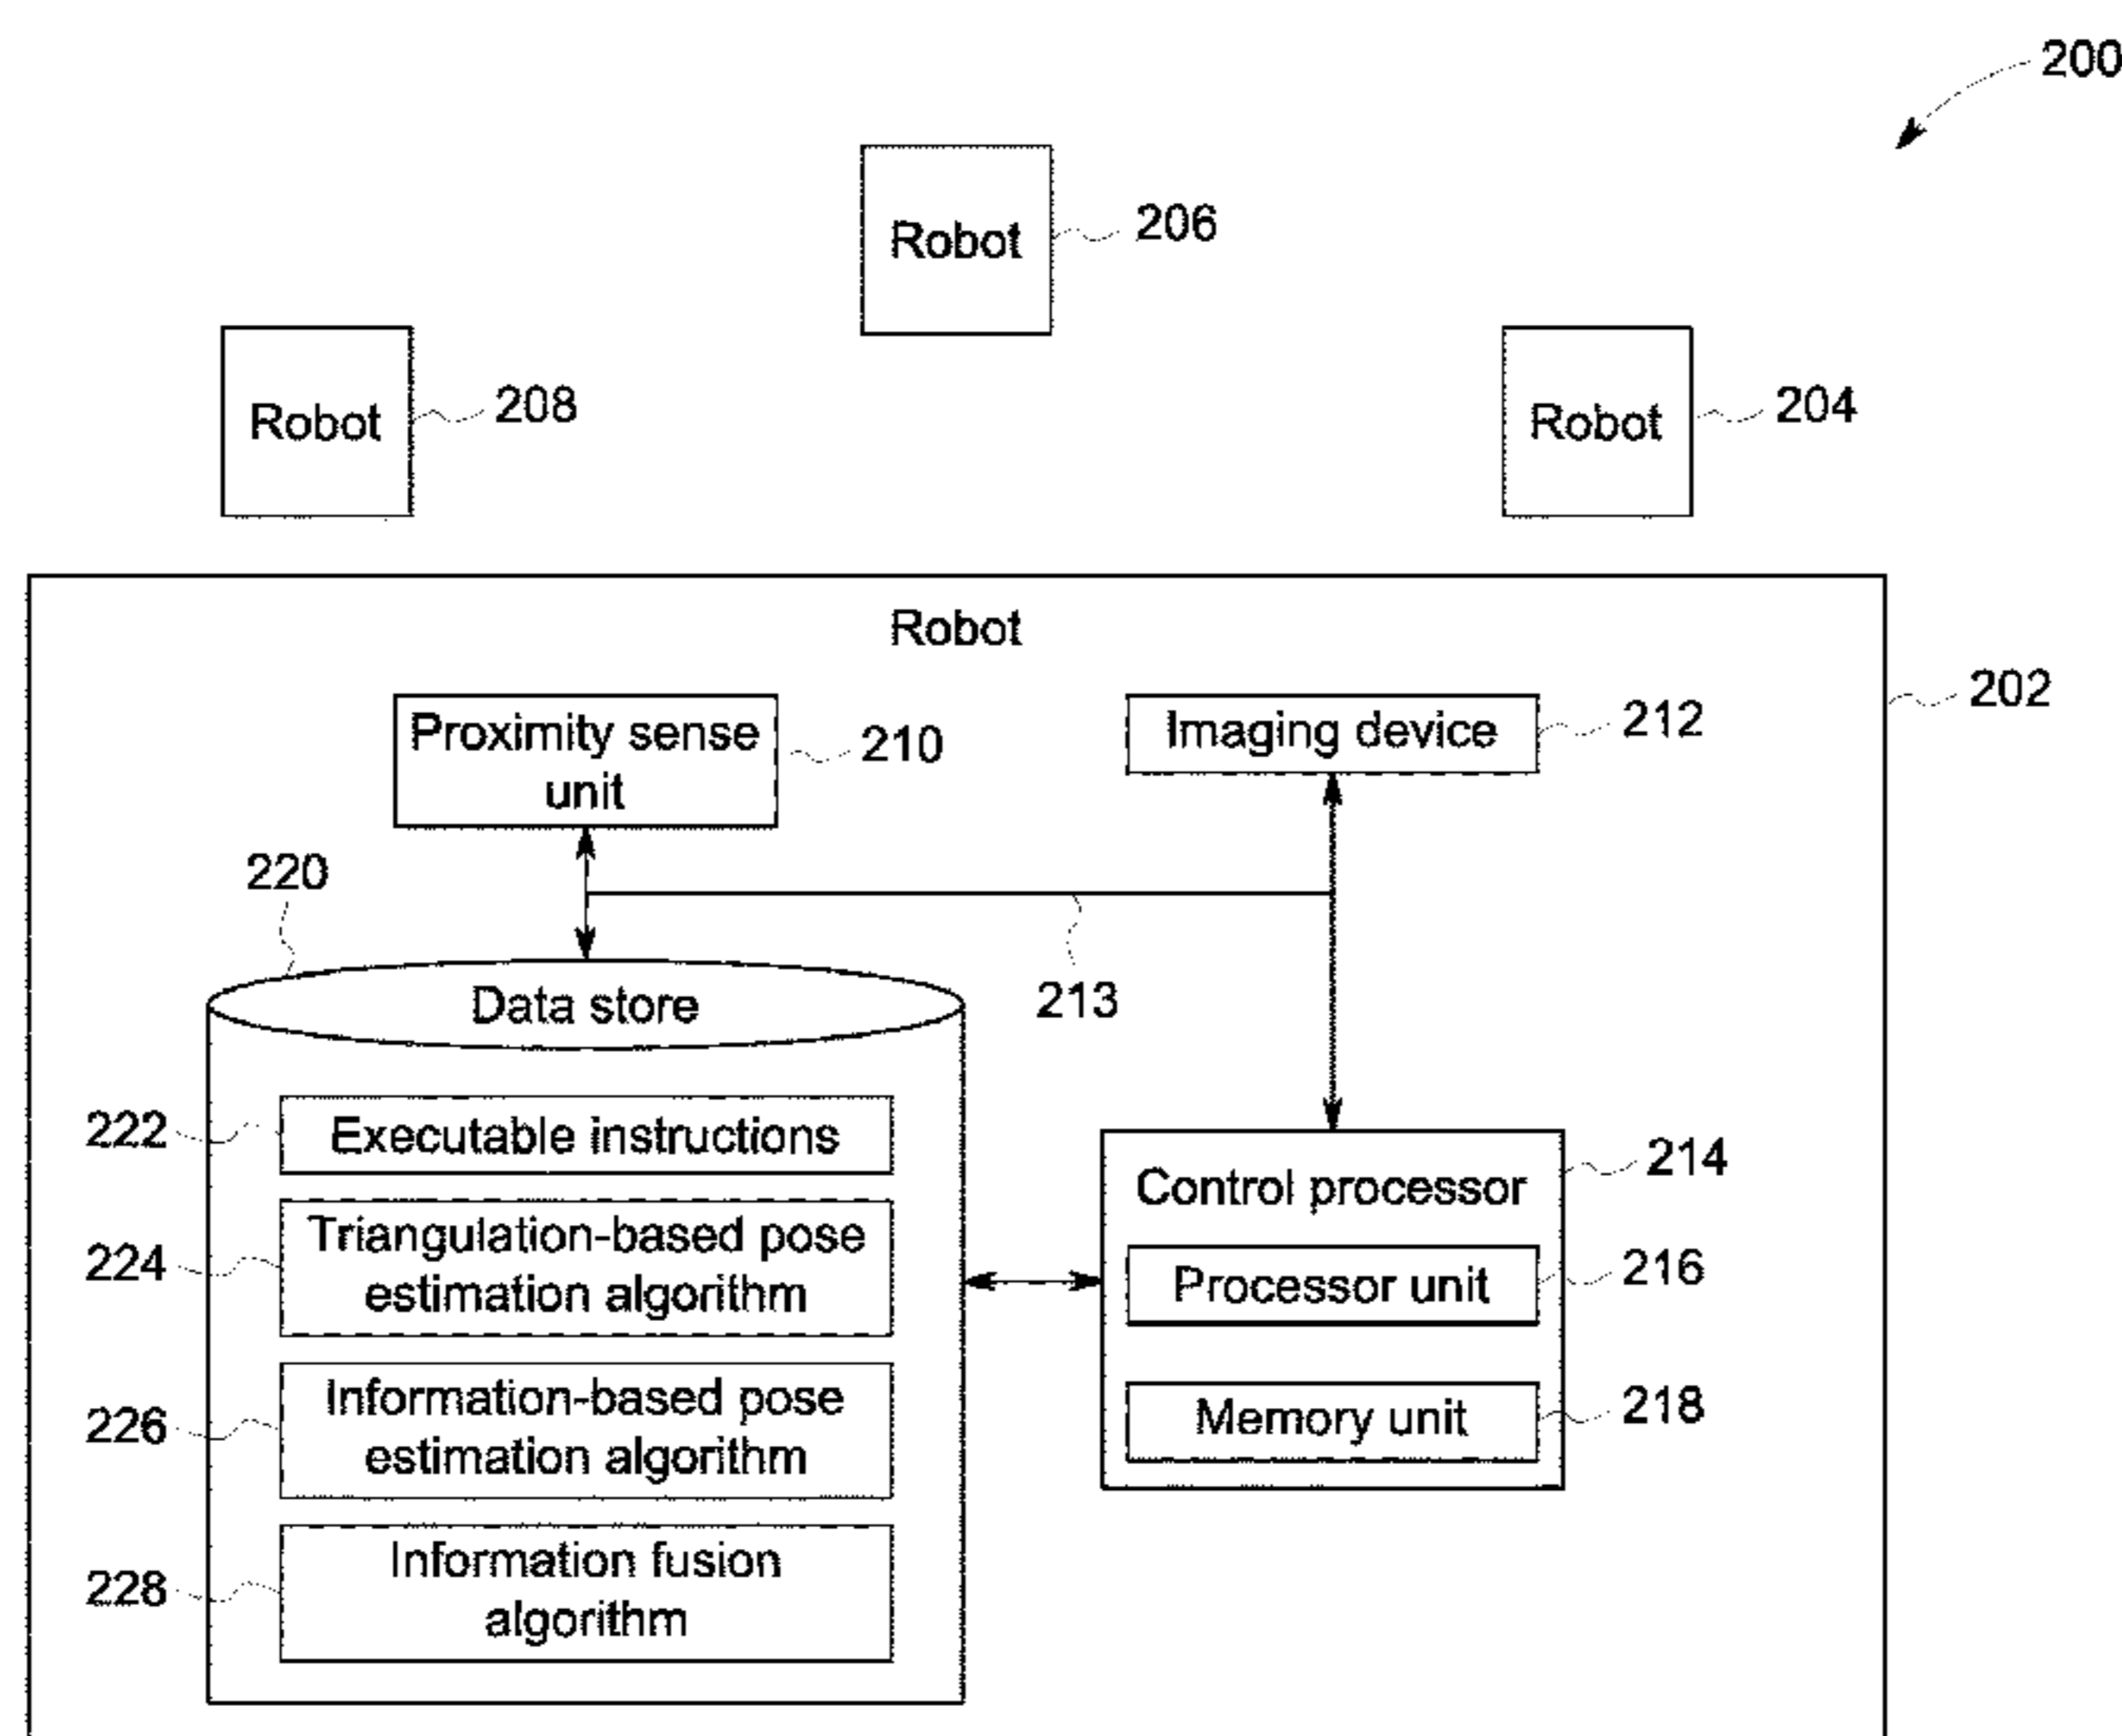 200
Robot
206
Robot
208
Robot
204
Robot
202
Proximity sense
unit
210
Imaging device
212
220
213
Data store
222
Executable instructions
224
Triangulation-based pose
estimation algorithm
226
Information-based pose
estimation algorithm
228
Information fusion
algorithm
Control processor
214
Processor unit
216
Memory unit
218